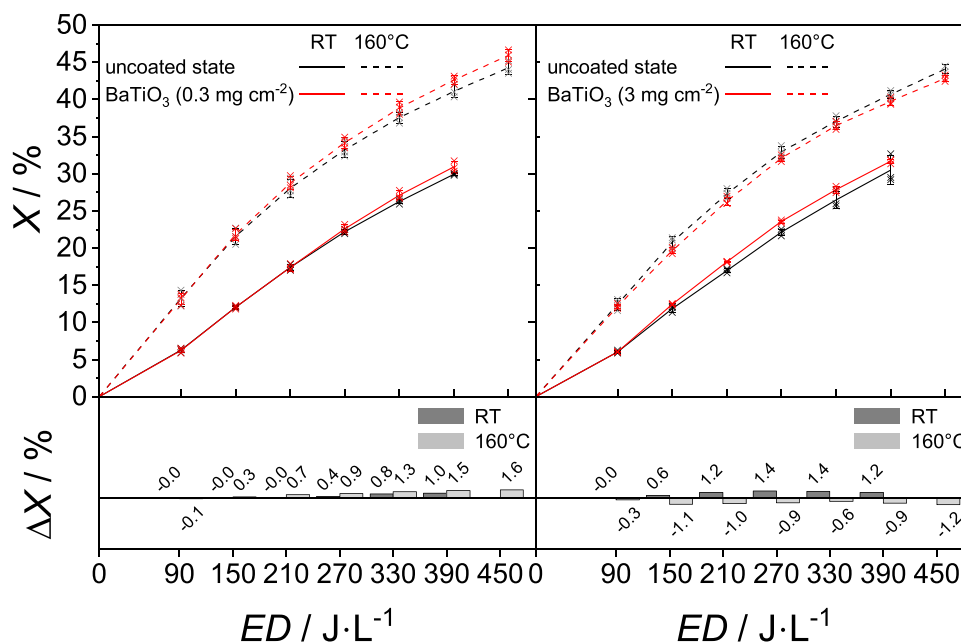 50
45
40
35
30
25
20
15
10
5
0
X / %
RT 160°C
uncoated state
BaTiO₃ (0.3 mg cm⁻²)
RT 160°C
uncoated state
BaTiO₃ (3 mg cm⁻²)
ΔX / %
RT
160°C
-0.0 -0.0 0.3 -0.0 0.7 0.4 0.9 0.8 1.3 1.0 1.5 1.6
-0.1
RT
160°C
-0.0 0.6 1.2 1.4 1.4 1.2
-0.3 -1.1 -1.0 -0.9 -0.6 -0.9 -1.2
0 90 150 210 270 330 390 450
0 90 150 210 270 330 390 450
ED / J·L⁻¹
ED / J·L⁻¹